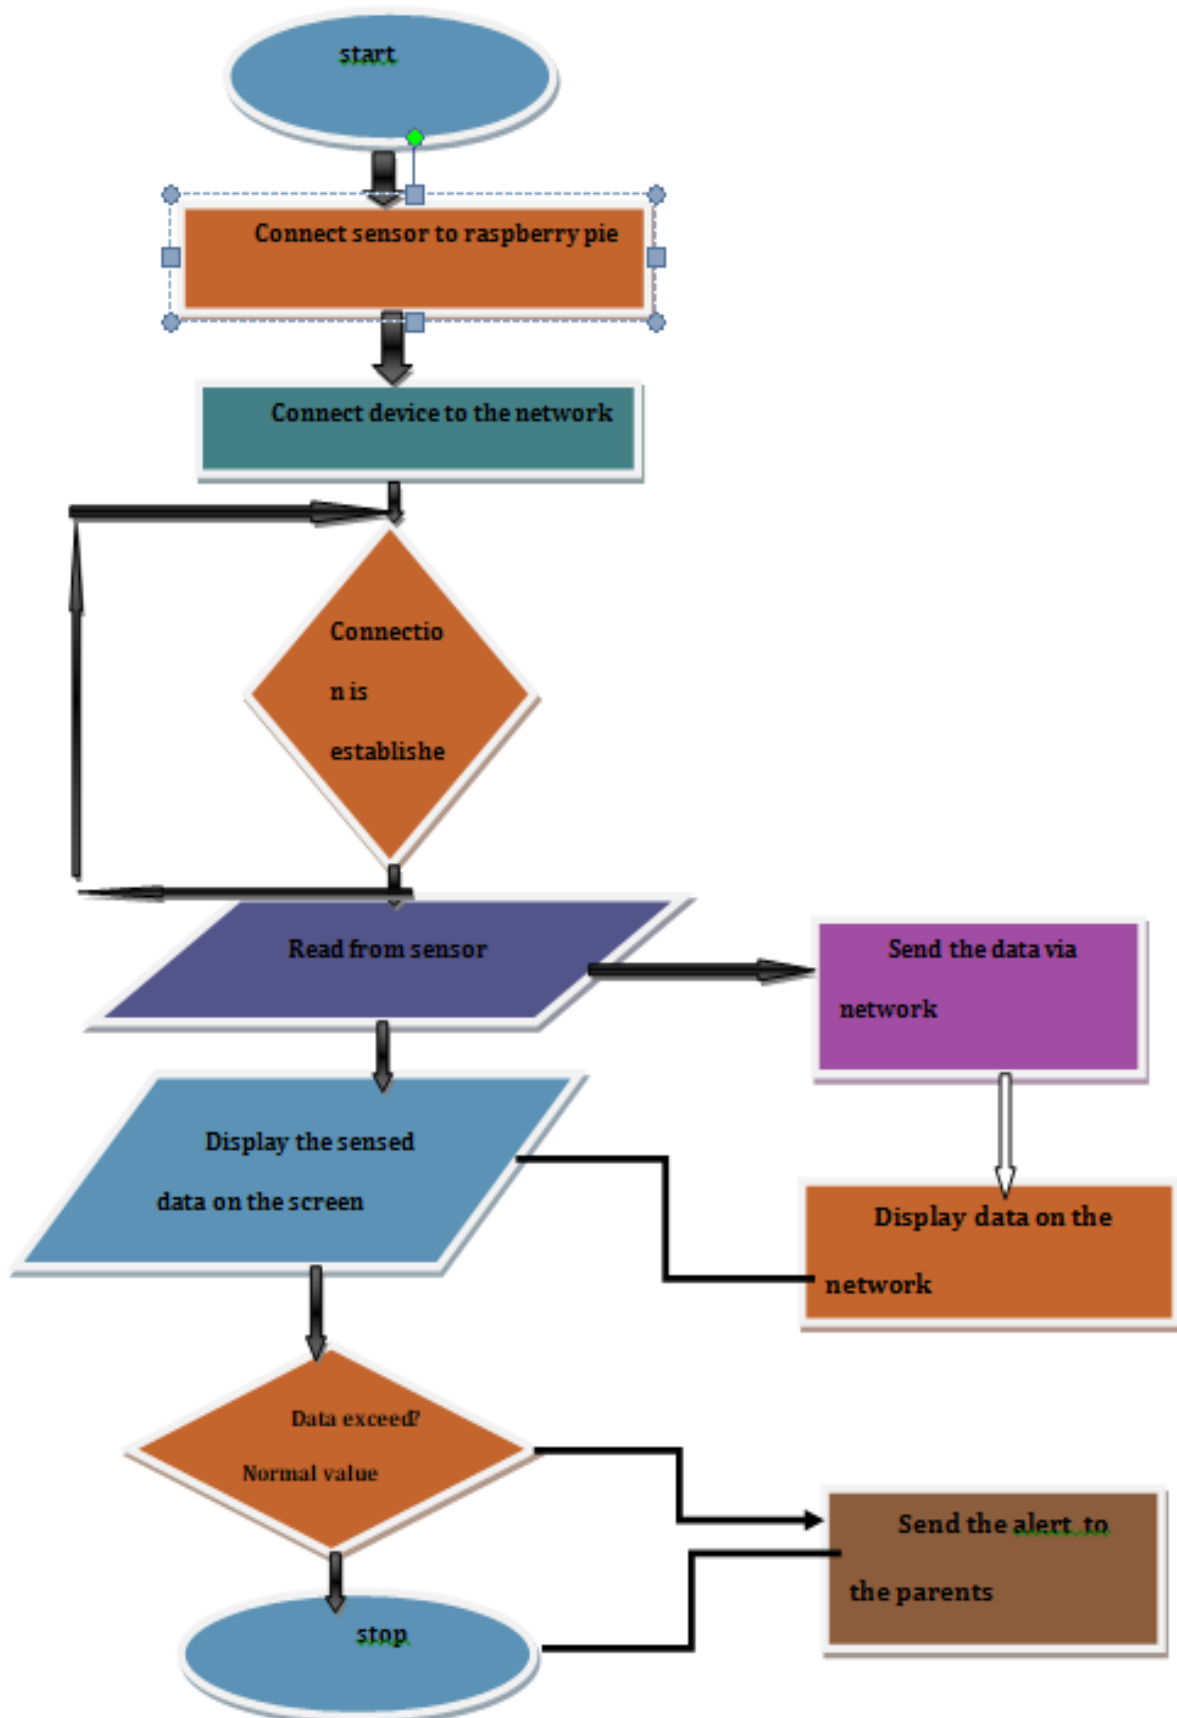 start
Connect sensor to raspberry pie
Connect device to the network
Connectio
n is
establishe
Read from sensor
Send the data via
network
Display the sensed
data on the screen
Display data on the
network
Data exceed?
Normal value
Send the alert to
the parents
stop